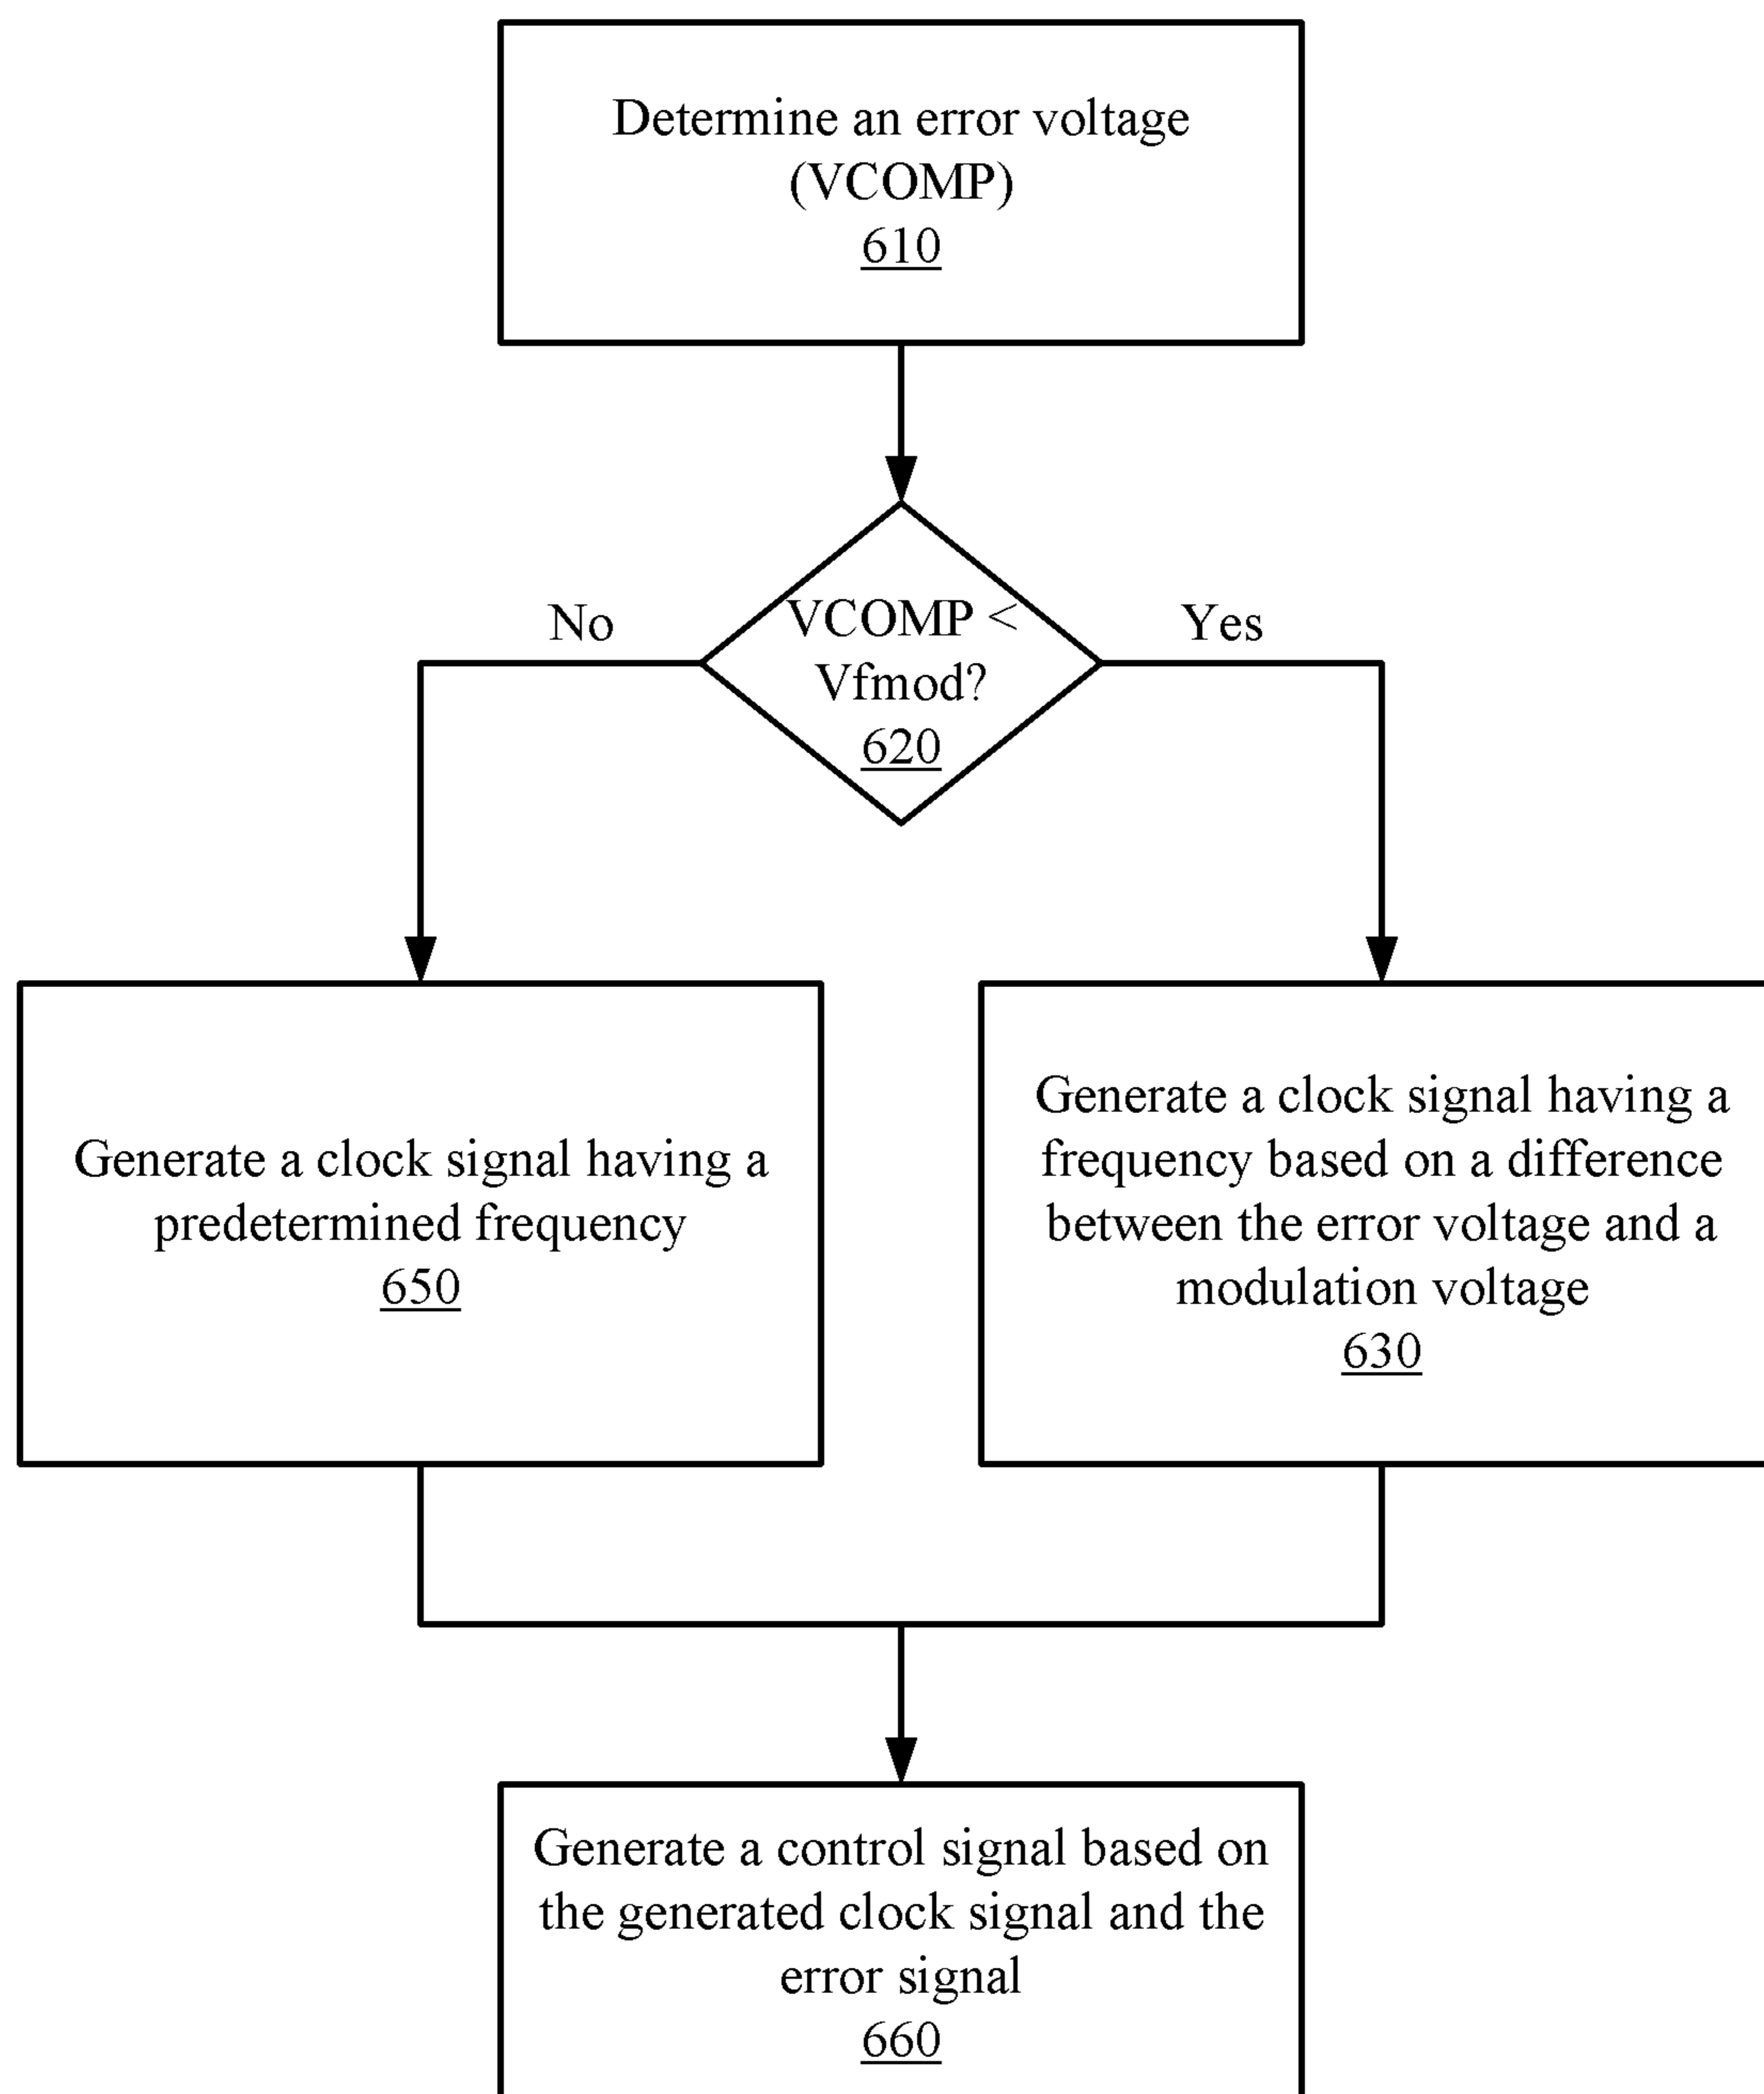 Determine an error voltage
(VCOMP)
610
VCOMP <
Vfmod?
620
No
Yes
Generate a clock signal having a
predetermined frequency
650
Generate a clock signal having a
frequency based on a difference
between the error voltage and a
modulation voltage
630
Generate a control signal based on
the generated clock signal and the
error signal
660